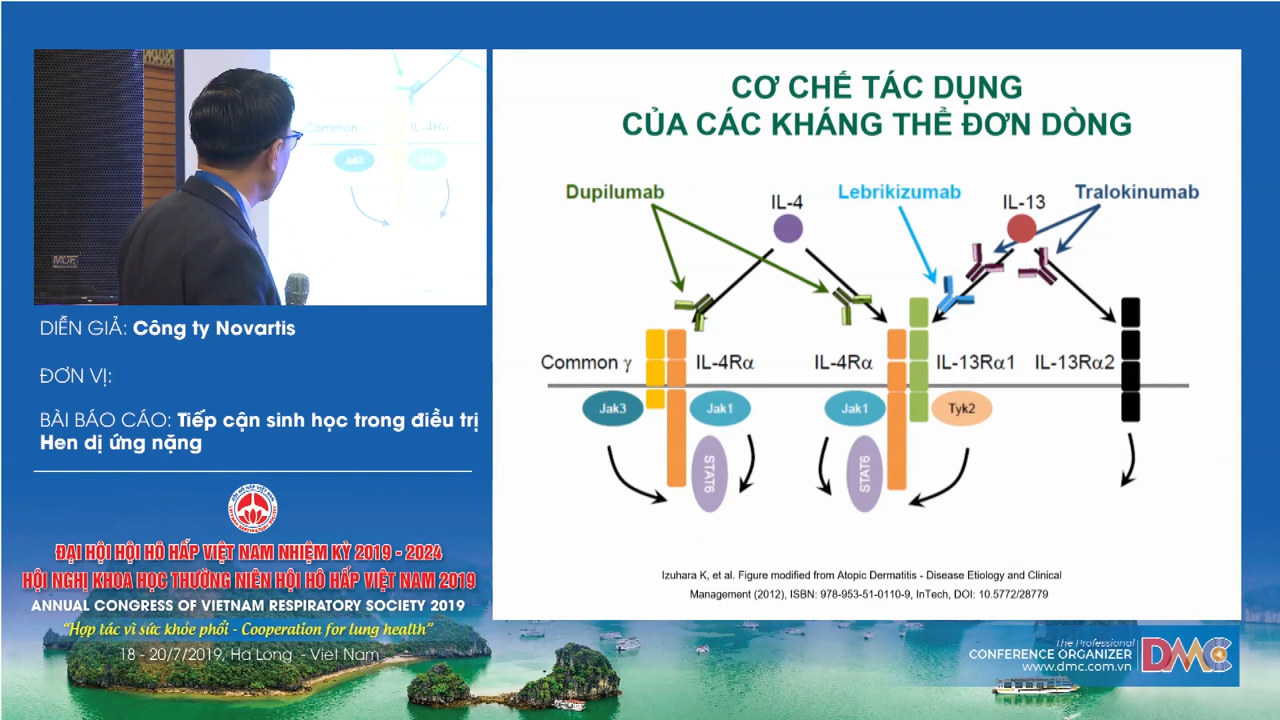 Common γ
IL-4Rα
Jak3
DIỄN GIẢ: Công ty Novartis
ĐƠN VỊ:
BÀI BÁO CÁO: Tiếp cận sinh học trong điều trị
Hen dị ứng nặng
ĐẠI HỘI HỘI HÔ HẤP VIỆT NAM NHIỆM KỲ 2019 - 2024
HỘI NGHỊ KHOA HỌC THƯỜNG NIÊN HỘI HÔ HẤP VIỆT NAM 2019
ANNUAL CONGRESS OF VIETNAM RESPIRATORY SOCIETY 2019
“Hợp tác vì sức khỏe phổi - Cooperation for lung health”
18 - 20/7/2019, Ha Long - Viet Nam
CƠ CHẾ TÁC DỤNG
CỦA CÁC KHÁNG THỂ ĐƠN DÒNG
Dupilumab
IL-4
Lebrikizumab
IL-13
Tralokinumab
Common γ
IL-4Rα
IL-4Rα
IL-13Rα1
IL-13Rα2
Jak3
Jak1
Jak1
Tyk2
STAT6
STAT6
Izuhara K, et al. Figure modified from Atopic Dermatitis - Disease Etiology and Clinical
Management (2012), ISBN: 978-953-51-0110-9, InTech, DOI: 10.5772/28779
The Professional
CONFERENCE ORGANIZER
www.dmc.com.vn
DMC